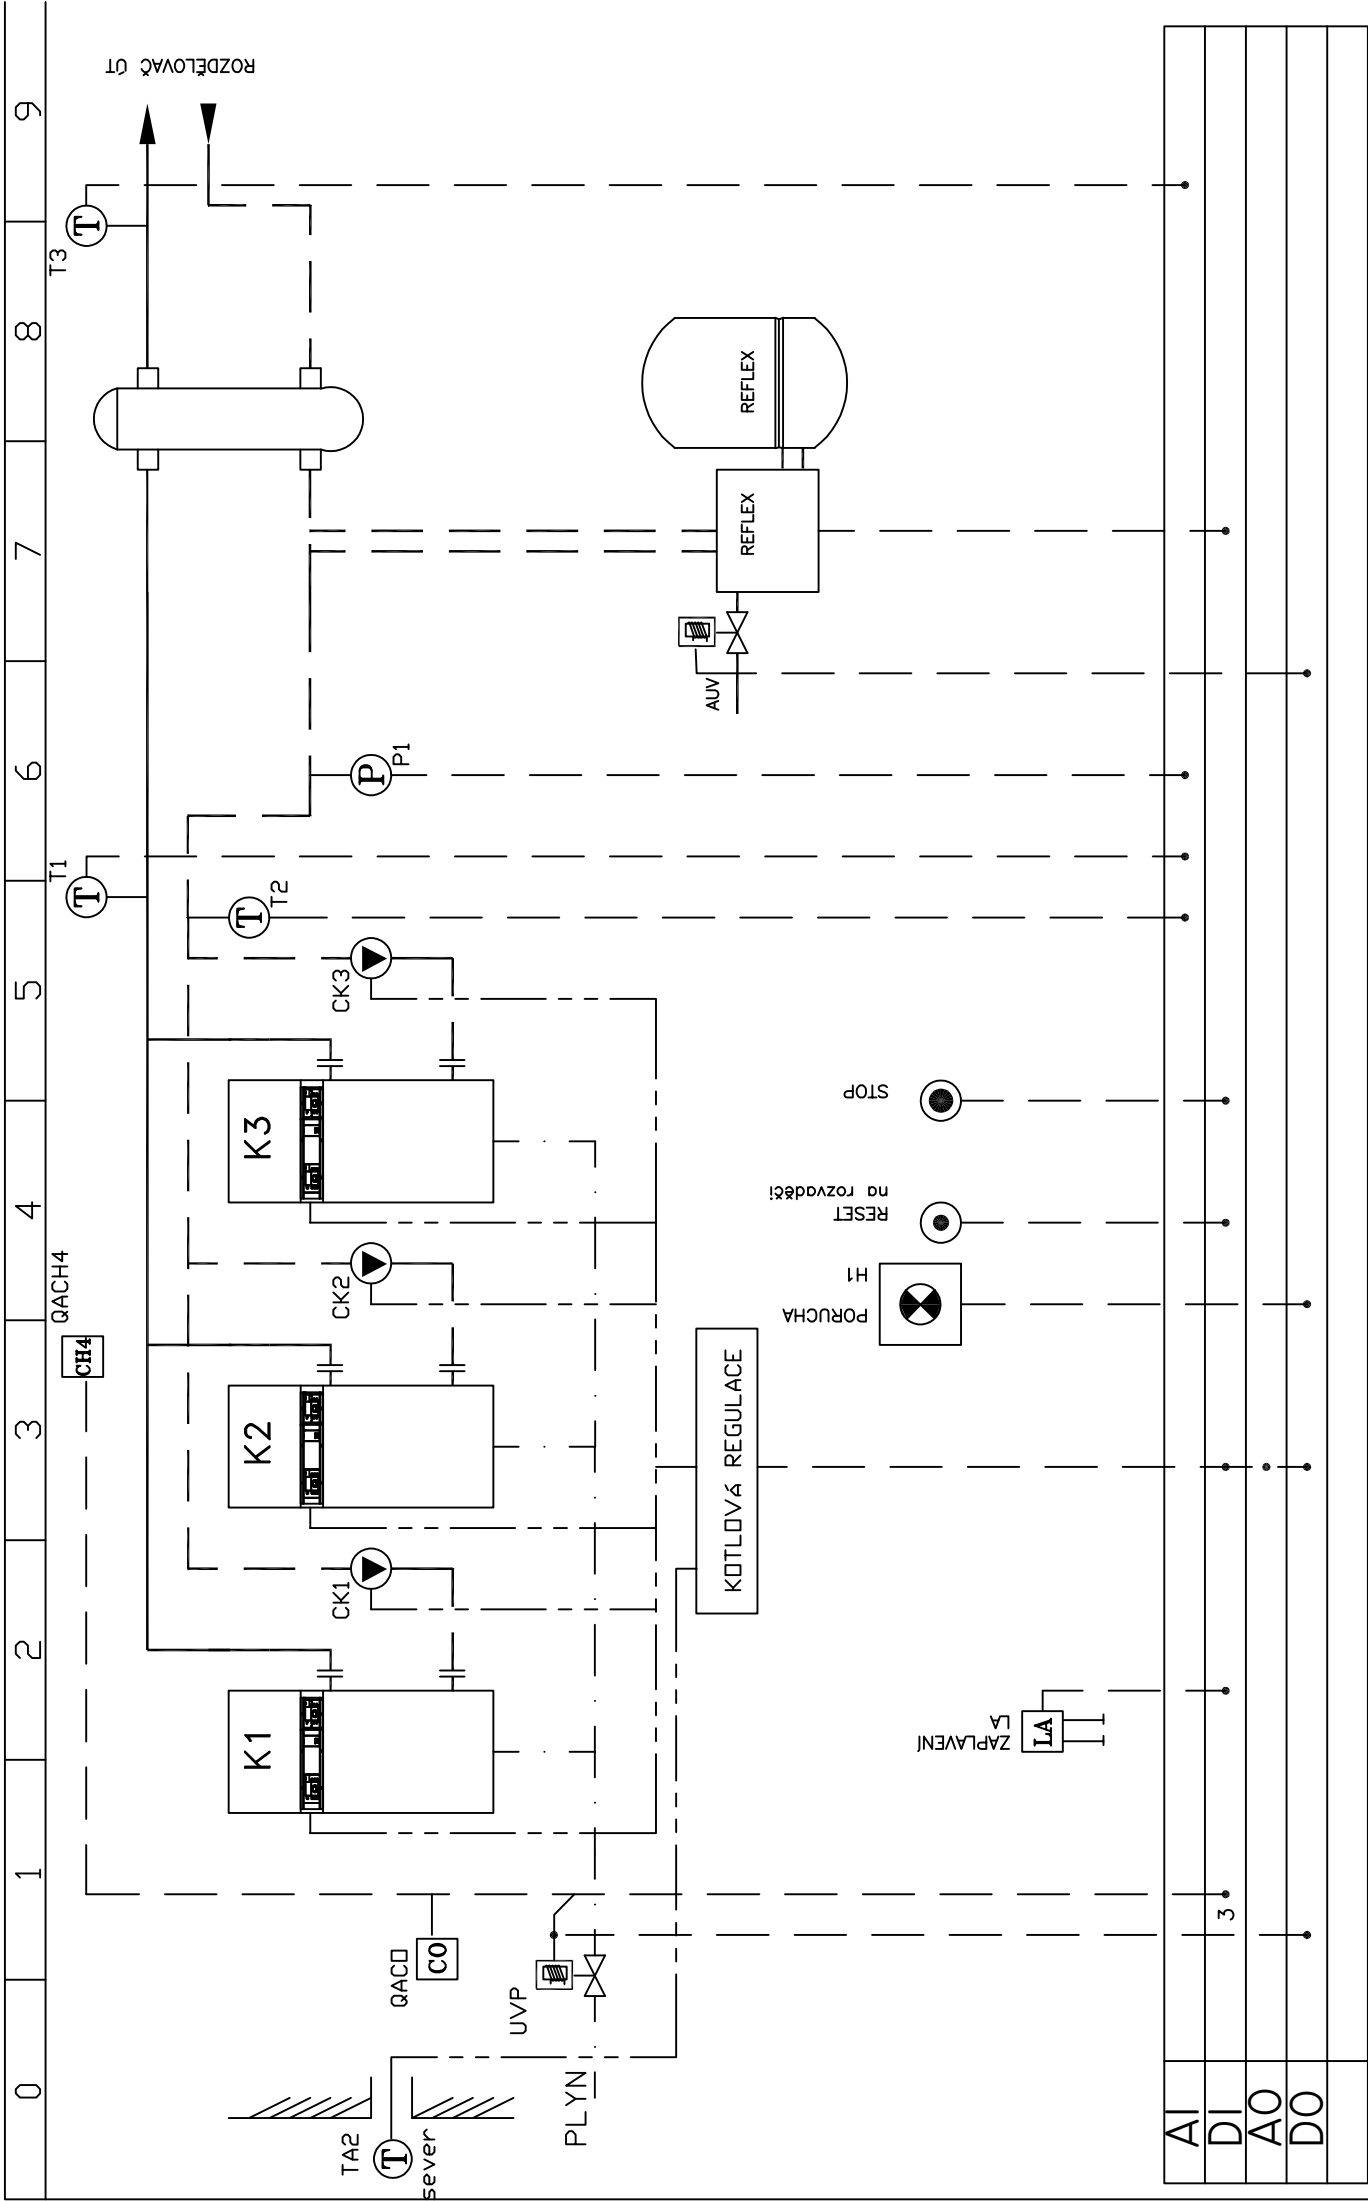 0
1
2
3
4
5
6
7
8
9
QACH4
CH4
T1
T
T3
T
ROZDĚLOVAČ ÚT
K1
K2
K3
T
T2
CK1
CK2
CK3
P
P1
TA2
T
sever
QACO
CO
UVP
PLYN
KOTLOVÁ REGULACE
AUV
REFLEX
REFLEX
PORUCHA
H1
RESET
na rozvaděči
STOP
ZAPLAVENÍ
LA
LA
AI
DI
3
AO
DO